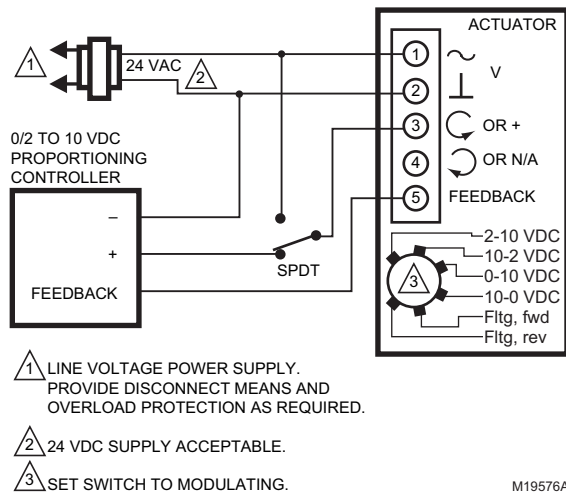 ACTUATOR
1
24 VAC
2
1
V
2
3
OR +
4
OR N/A
5
FEEDBACK
0/2 TO 10 VDC
PROPORTIONING
CONTROLLER
–
+
FEEDBACK
SPDT
2-10 VDC
10-2 VDC
0-10 VDC
10-0 VDC
Fltg, fwd
Fltg, rev
3
1 LINE VOLTAGE POWER SUPPLY.
PROVIDE DISCONNECT MEANS AND
OVERLOAD PROTECTION AS REQUIRED.
2 24 VDC SUPPLY ACCEPTABLE.
3 SET SWITCH TO MODULATING.
M19576A